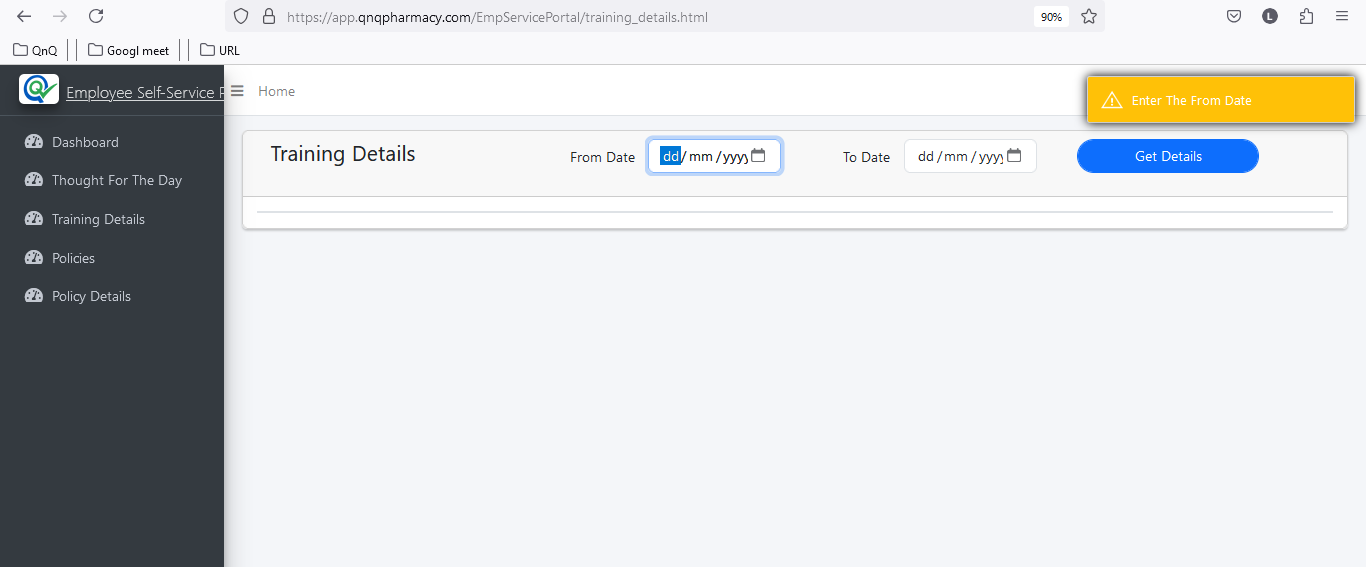 https://app.qnqpharmacy.com/EmpServicePortal/training_details.html 90% L
QnQ Googl meet URL
Employee Self-Service Home
Enter The From Date
Dashboard
Thought For The Day
Training Details
Policies
Policy Details
Training Details From Date dd/mm/yyyy To Date dd/mm/yyyy Get Details